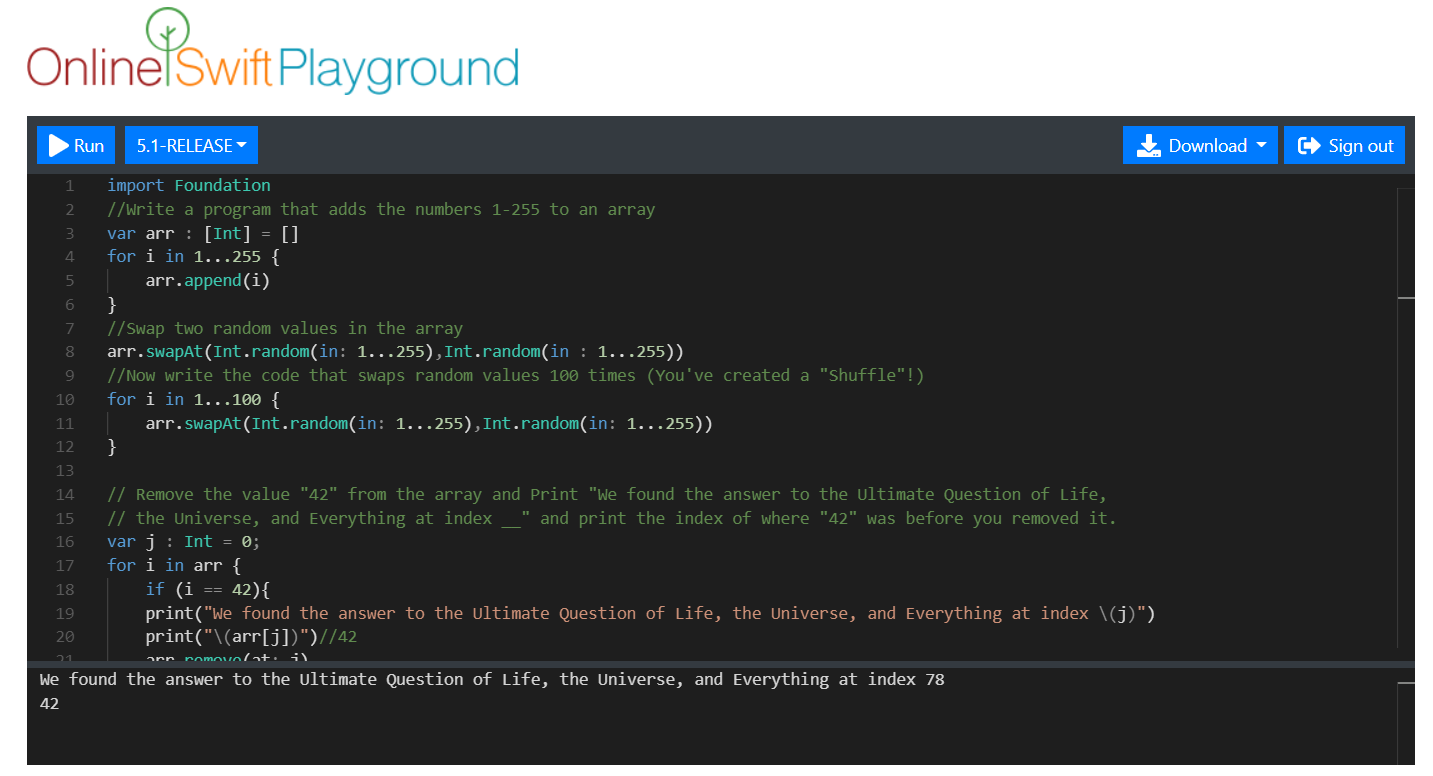 Online Swift Playground
Run 5.1-RELEASE Download Sign out
1 import Foundation
2 //Write a program that adds the numbers 1-255 to an array
3 var arr : [Int] = []
4 for i in 1...255 {
5 arr.append(i)
6 }
7 //Swap two random values in the array
8 arr.swapAt(Int.random(in: 1...255),Int.random(in : 1...255))
9 //Now write the code that swaps random values 100 times (You've created a "Shuffle"!)
10 for i in 1...100 {
11 arr.swapAt(Int.random(in: 1...255),Int.random(in: 1...255))
12 }
13
14 // Remove the value "42" from the array and Print "We found the answer to the Ultimate Question of Life,
15 // the Universe, and Everything at index __" and print the index of where "42" was before you removed it.
16 var j : Int = 0;
17 for i in arr {
18 if (i == 42){
19 print("We found the answer to the Ultimate Question of Life, the Universe, and Everything at index \(j)")
20 print("\(arr[j])")//42
21 arr.remove(at: j)
We found the answer to the Ultimate Question of Life, the Universe, and Everything at index 78
42